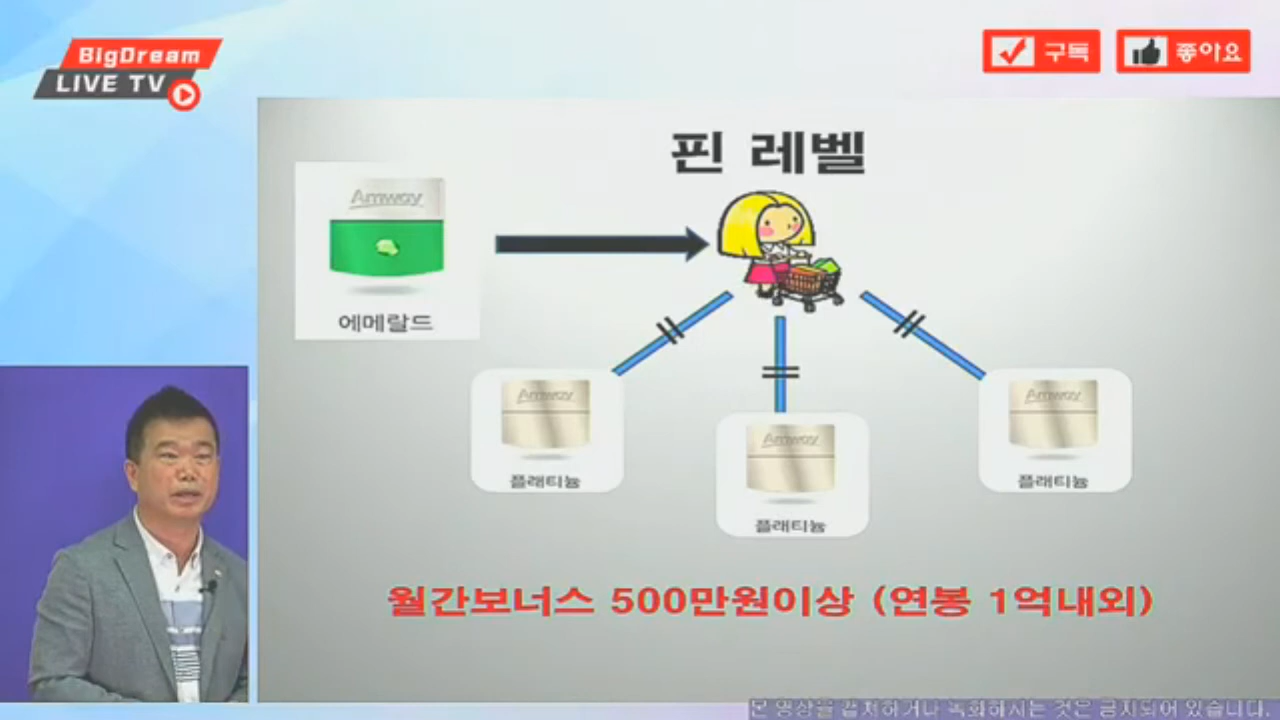 BigDream
LIVE TV
구독
좋아요
핀 레벨
Amway
에메랄드
Amway
플래티늄
Amway
플래티늄
Amway
플래티늄
월간보너스 500만원이상 (연봉 1억내외)
본 영상을 캡처하거나 녹화하시는 것은 금지되어 있습니다.